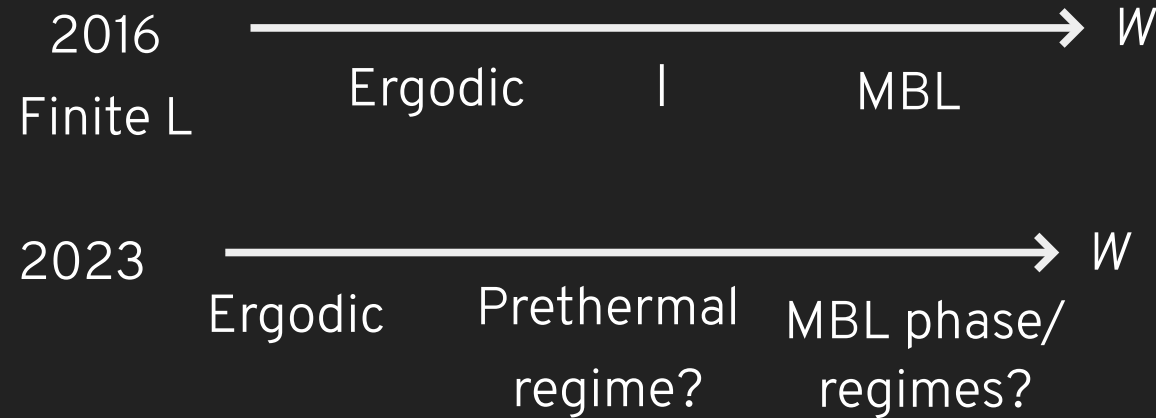 2016 W
Ergodic | MBL
Finite L
2023 W
Ergodic Prethermal MBL phase/
regime? regimes?